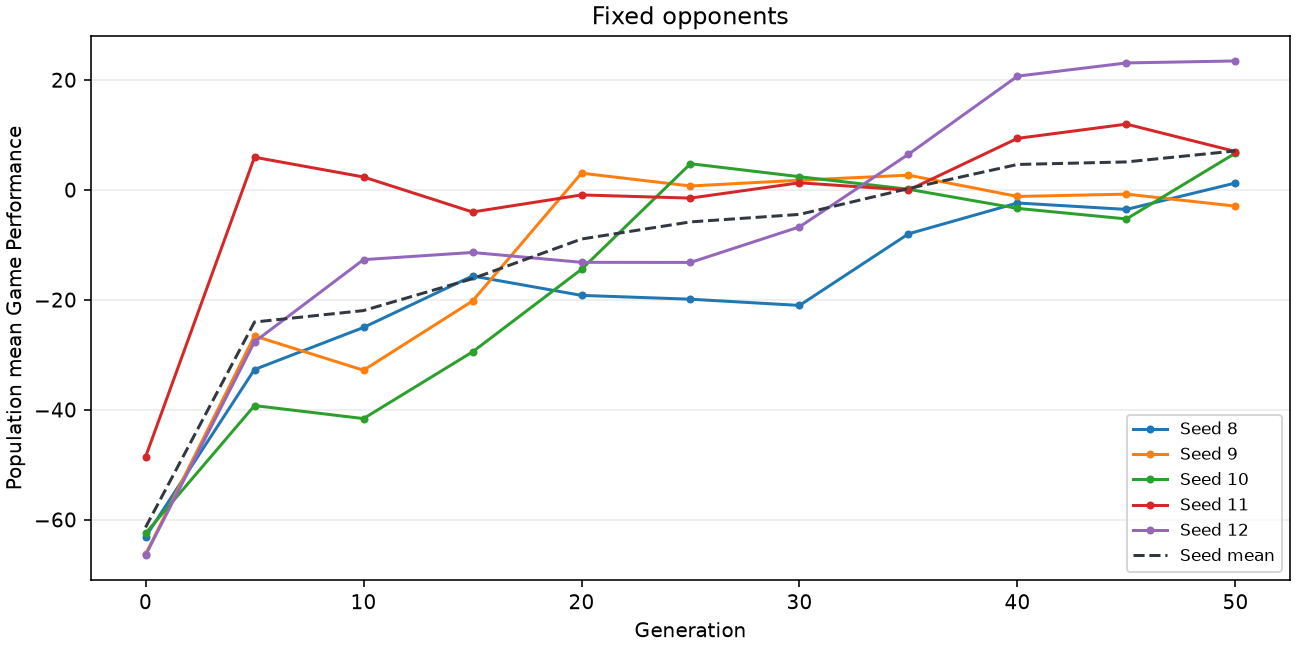 Fixed opponents
Population mean Game Performance
20
0
−20
−40
−60
0
10
20
30
40
50
Generation
Seed 8
Seed 9
Seed 10
Seed 11
Seed 12
Seed mean